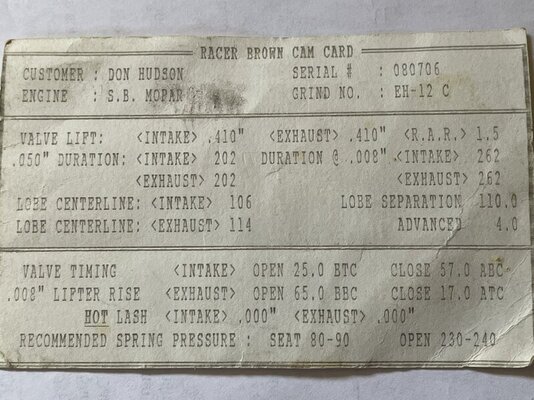 RACER BROWN CAM CARD
CUSTOMER : DON HUDSON SERIAL # : 080706
ENGINE : S.B. MOPAR GRIND NO. : EH-12 C
VALVE LIFT: <INTAKE> .410" <EXHAUST> .410" <R.A.R.> 1.5
.050" DURATION: <INTAKE> 202 DURATION @ .008" <INTAKE> 262
<EXHAUST> 202 <EXHAUST> 262
LOBE CENTERLINE: <INTAKE> 106 LOBE SEPARATION 110.0
LOBE CENTERLINE: <EXHAUST> 114 ADVANCED 4.0
VALVE TIMING <INTAKE> OPEN 25.0 BTC CLOSE 57.0 ABC
.008" LIFTER RISE <EXHAUST> OPEN 65.0 BBC CLOSE 17.0 ATC
HOT LASH <INTAKE> .000" <EXHAUST> .000"
RECOMMENDED SPRING PRESSURE : SEAT 80-90 OPEN 230-240